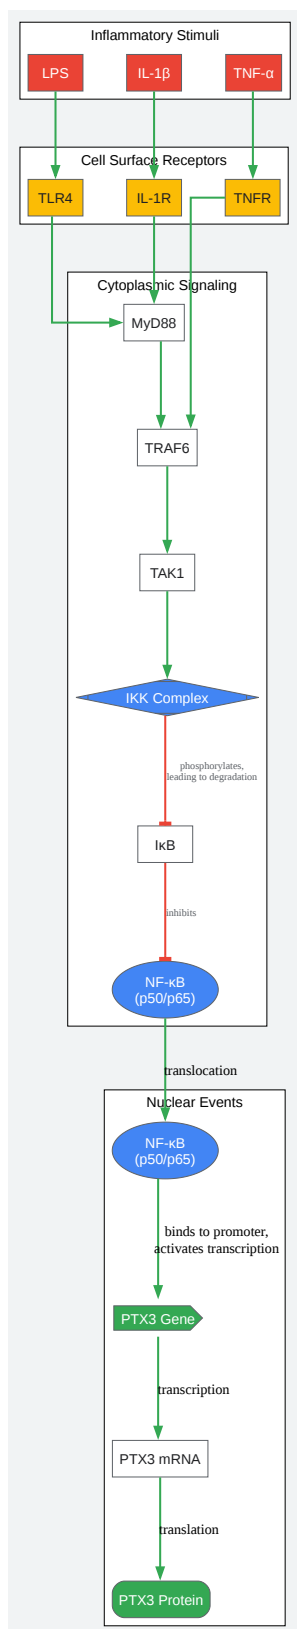 Inflammatory Stimuli
LPS
IL-1β
TNF-α
Cell Surface Receptors
TLR4
IL-1R
TNFR
Cytoplasmic Signaling
MyD88
TRAF6
TAK1
IKK Complex
phosphorylates,
leading to degradation
IκB
inhibits
NF-κB
(p50/p65)
translocation
Nuclear Events
NF-κB
(p50/p65)
binds to promoter,
activates transcription
PTX3 Gene
transcription
PTX3 mRNA
translation
PTX3 Protein